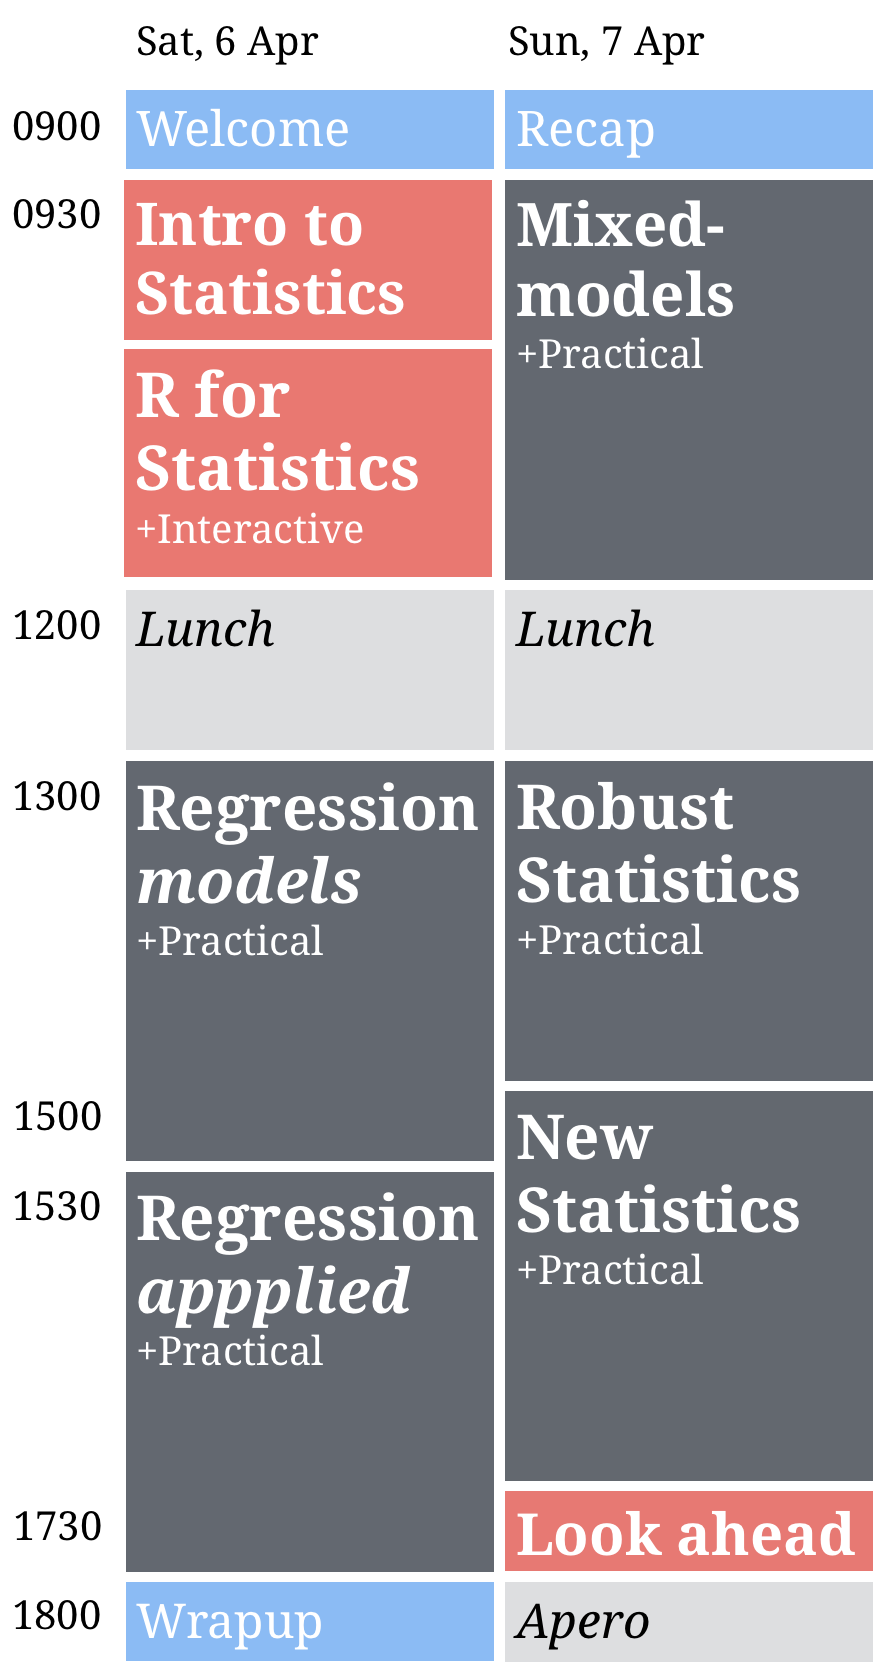 Sat, 6 Apr
Sun, 7 Apr
0900
Welcome
Recap
0930
Intro to
Statistics
Mixed-
models
+Practical
R for
Statistics
+Interactive
1200
Lunch
Lunch
1300
Regression
models
+Practical
Robust
Statistics
+Practical
1500
New
Statistics
+Practical
1530
Regression
appplied
+Practical
1730
Look ahead
1800
Wrapup
Apero